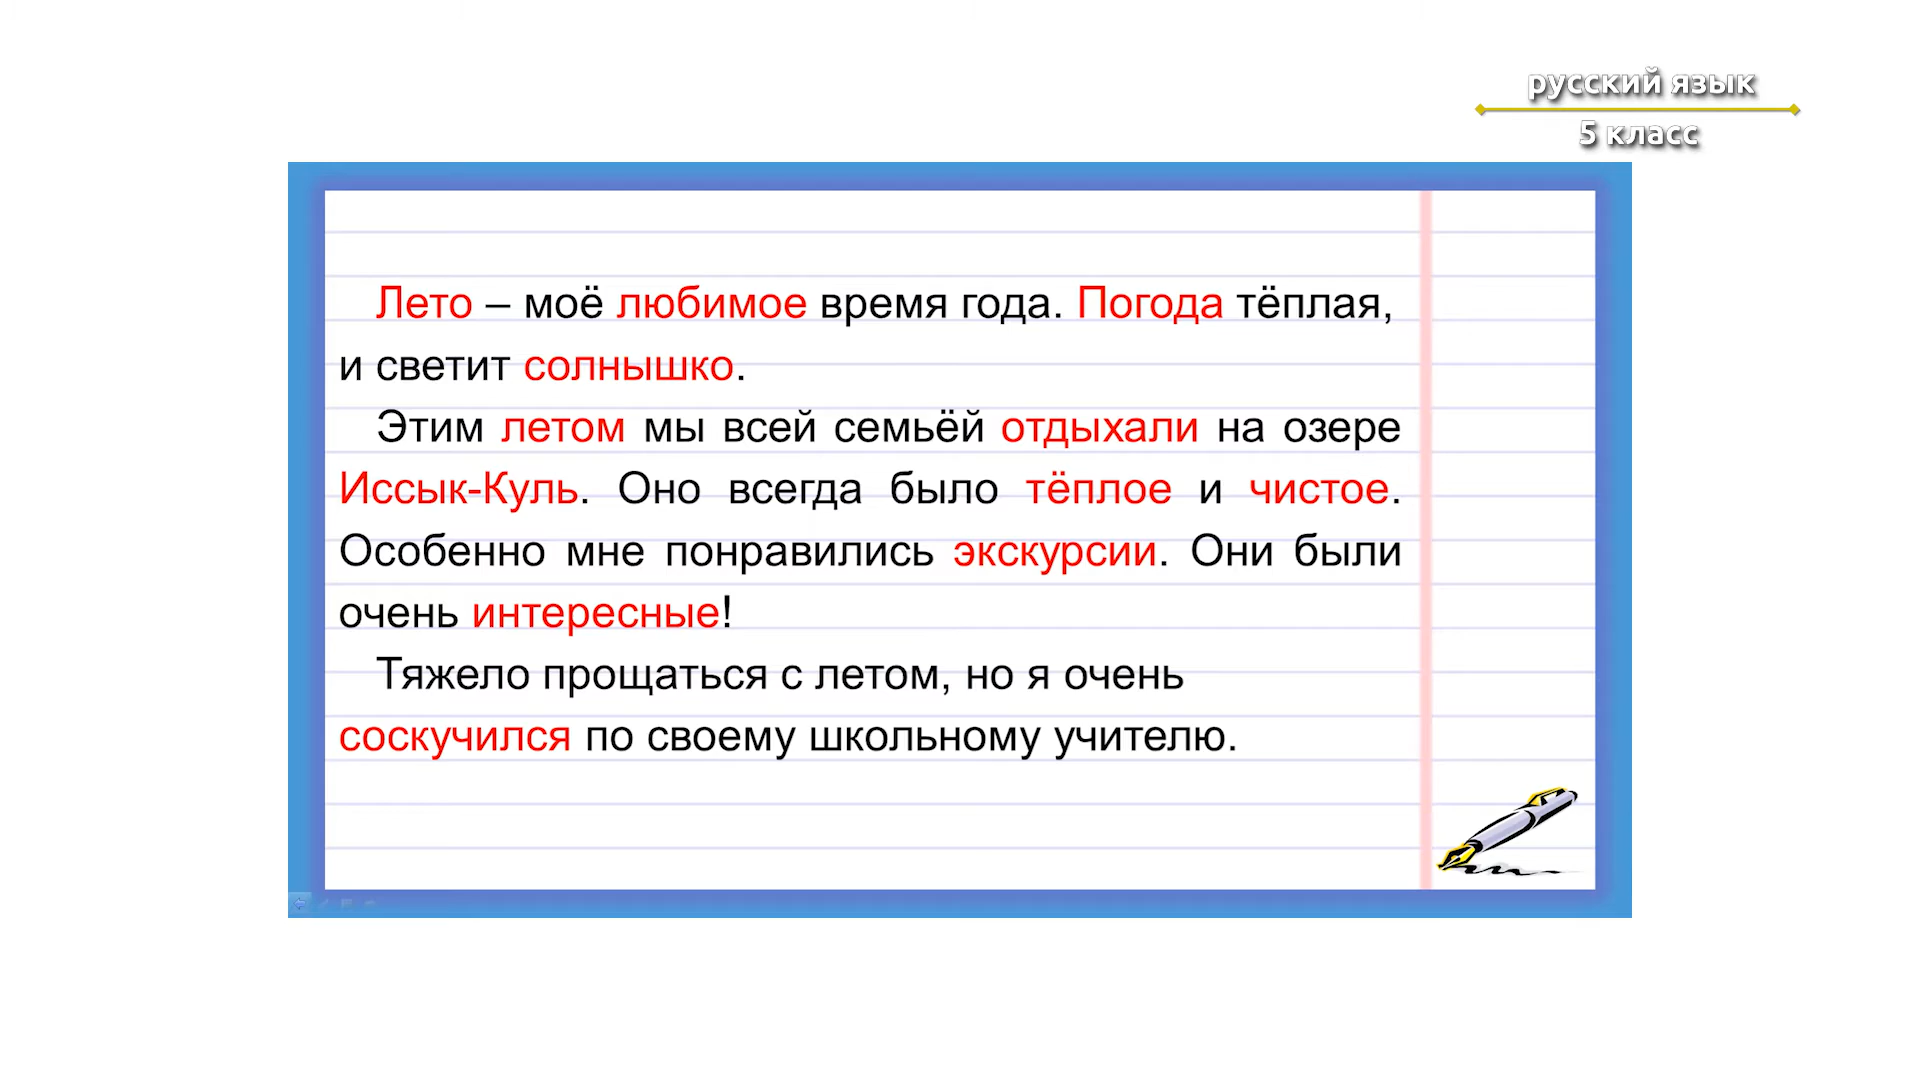 русский язык
5 класс
Лето – моё любимое время года. Погода тёплая,
и светит солнышко.
Этим летом мы всей семьёй отдыхали на озере
Иссык-Куль. Оно всегда было тёплое и чистое.
Особенно мне понравились экскурсии. Они были
очень интересные!
Тяжело прощаться с летом, но я очень
соскучился по своему школьному учителю.